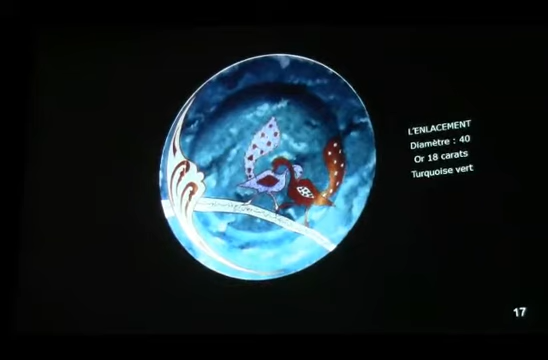 L'ENLACEMENT
Diamètre : 40
Or 18 carats
Turquoise vert
17